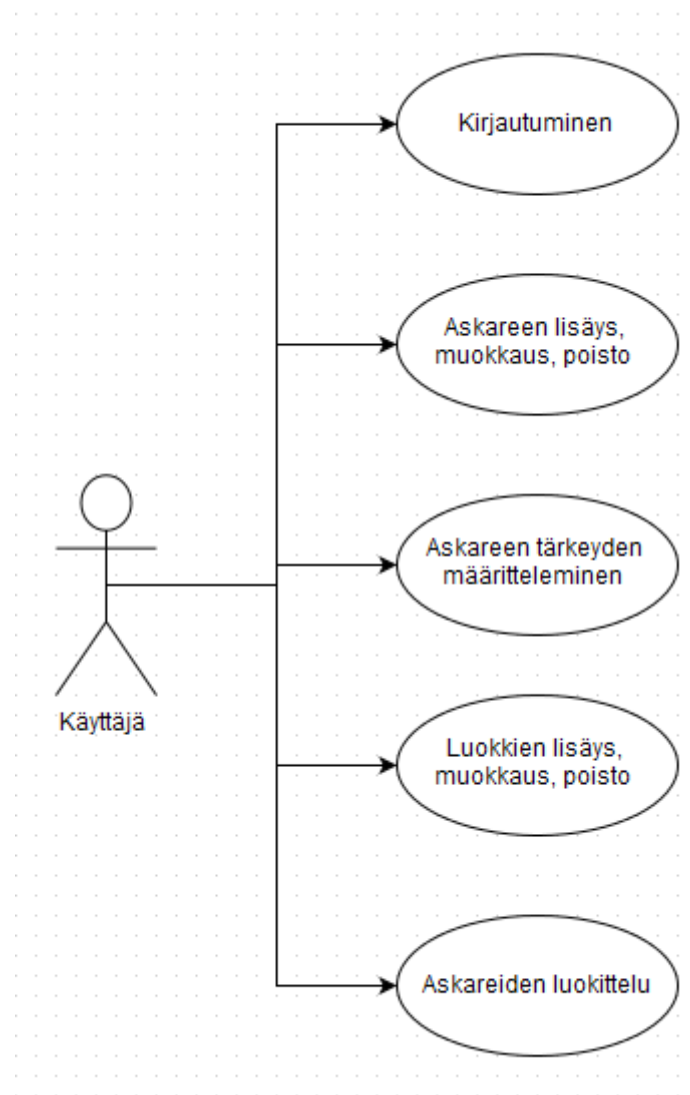 Kirjautuminen
Askareen lisäys,
muokkaus, poisto
Askareen tärkeyden
määritteleminen
Käyttäjä
Luokkien lisäys,
muokkaus, poisto
Askareiden luokittelu